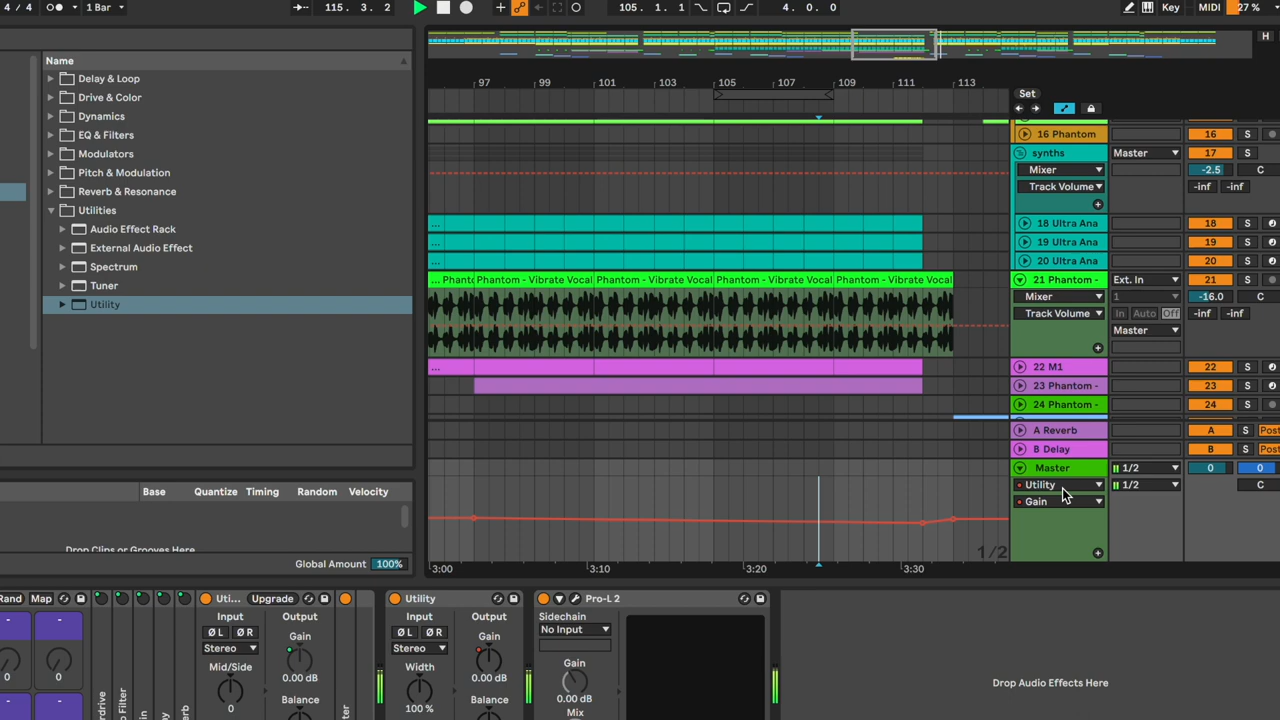 4 / 4
1 Bar
115. 3. 2
105. 1. 1
4. 0. 0
Key
MIDI
27 %
H
Name
Delay & Loop
Drive & Color
Dynamics
EQ & Filters
Modulators
Pitch & Modulation
Reverb & Resonance
Utilities
Audio Effect Rack
External Audio Effect
Spectrum
Tuner
Utility
97
99
101
103
105
107
109
111
113
Set
16 Phantom
16
S
synths
Master
17
S
Mixer
-2.5
C
Track Volume
-inf
-inf
...
18 Ultra Ana
18
S
...
19 Ultra Ana
19
S
...
20 Ultra Ana
20
S
... Phantc
Phantom - Vibrate Vocal
Phantom - Vibrate Vocal
Phantom - Vibrate Vocal
Phantom - Vibrate Vocal
21 Phantom -
Ext. In
21
S
Mixer
1
-16.0
C
Track Volume
In
Auto
Off
-inf
-inf
Master
...
22 M1
22
S
23 Phantom -
23
S
24 Phantom -
24
S
A Reverb
A
S
Post
B Delay
B
S
Post
Master
1/2
0
0
Utility
1/2
C
Gain
1/2
3:00
3:10
3:20
3:30
Base
Quantize
Timing
Random
Velocity
Drop Clips or Grooves Here
Global Amount
100%
Rand
Map
Uti...
Upgrade
Utility
Pro-L 2
Input
Output
Input
Output
Sidechain
Ø L
Ø R
Gain
Ø L
Ø R
Gain
No Input
Stereo
Stereo
Mid/Side
0.00 dB
Width
0.00 dB
Gain
0
0
0
Balance
100 %
Balance
0.00 dB
Mix
Drop Audio Effects Here